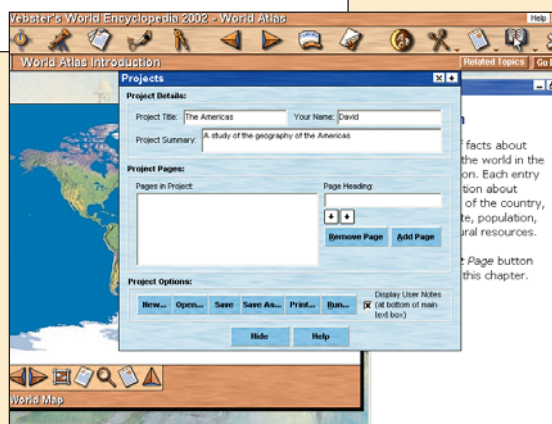 Webster's World Encyclopedia 2002 - World Atlas
Help
World Atlas Introduction
Related Topics
Projects
Project Details:
Project Title: The Americas Your Name: David
Project Summary: A study of the geography of the Americas
Project Pages:
Pages in Project:
Page Heading:
Remove Page Add Page
Project Options:
New... Open... Save Save As... Print... Run...
Display User Notes
(at bottom of main
text box)
Hide Help
facts about
the world in the
on. Each entry
tion about
of the country,
te, population,
ural resources.
Page button
this chapter.
World Map